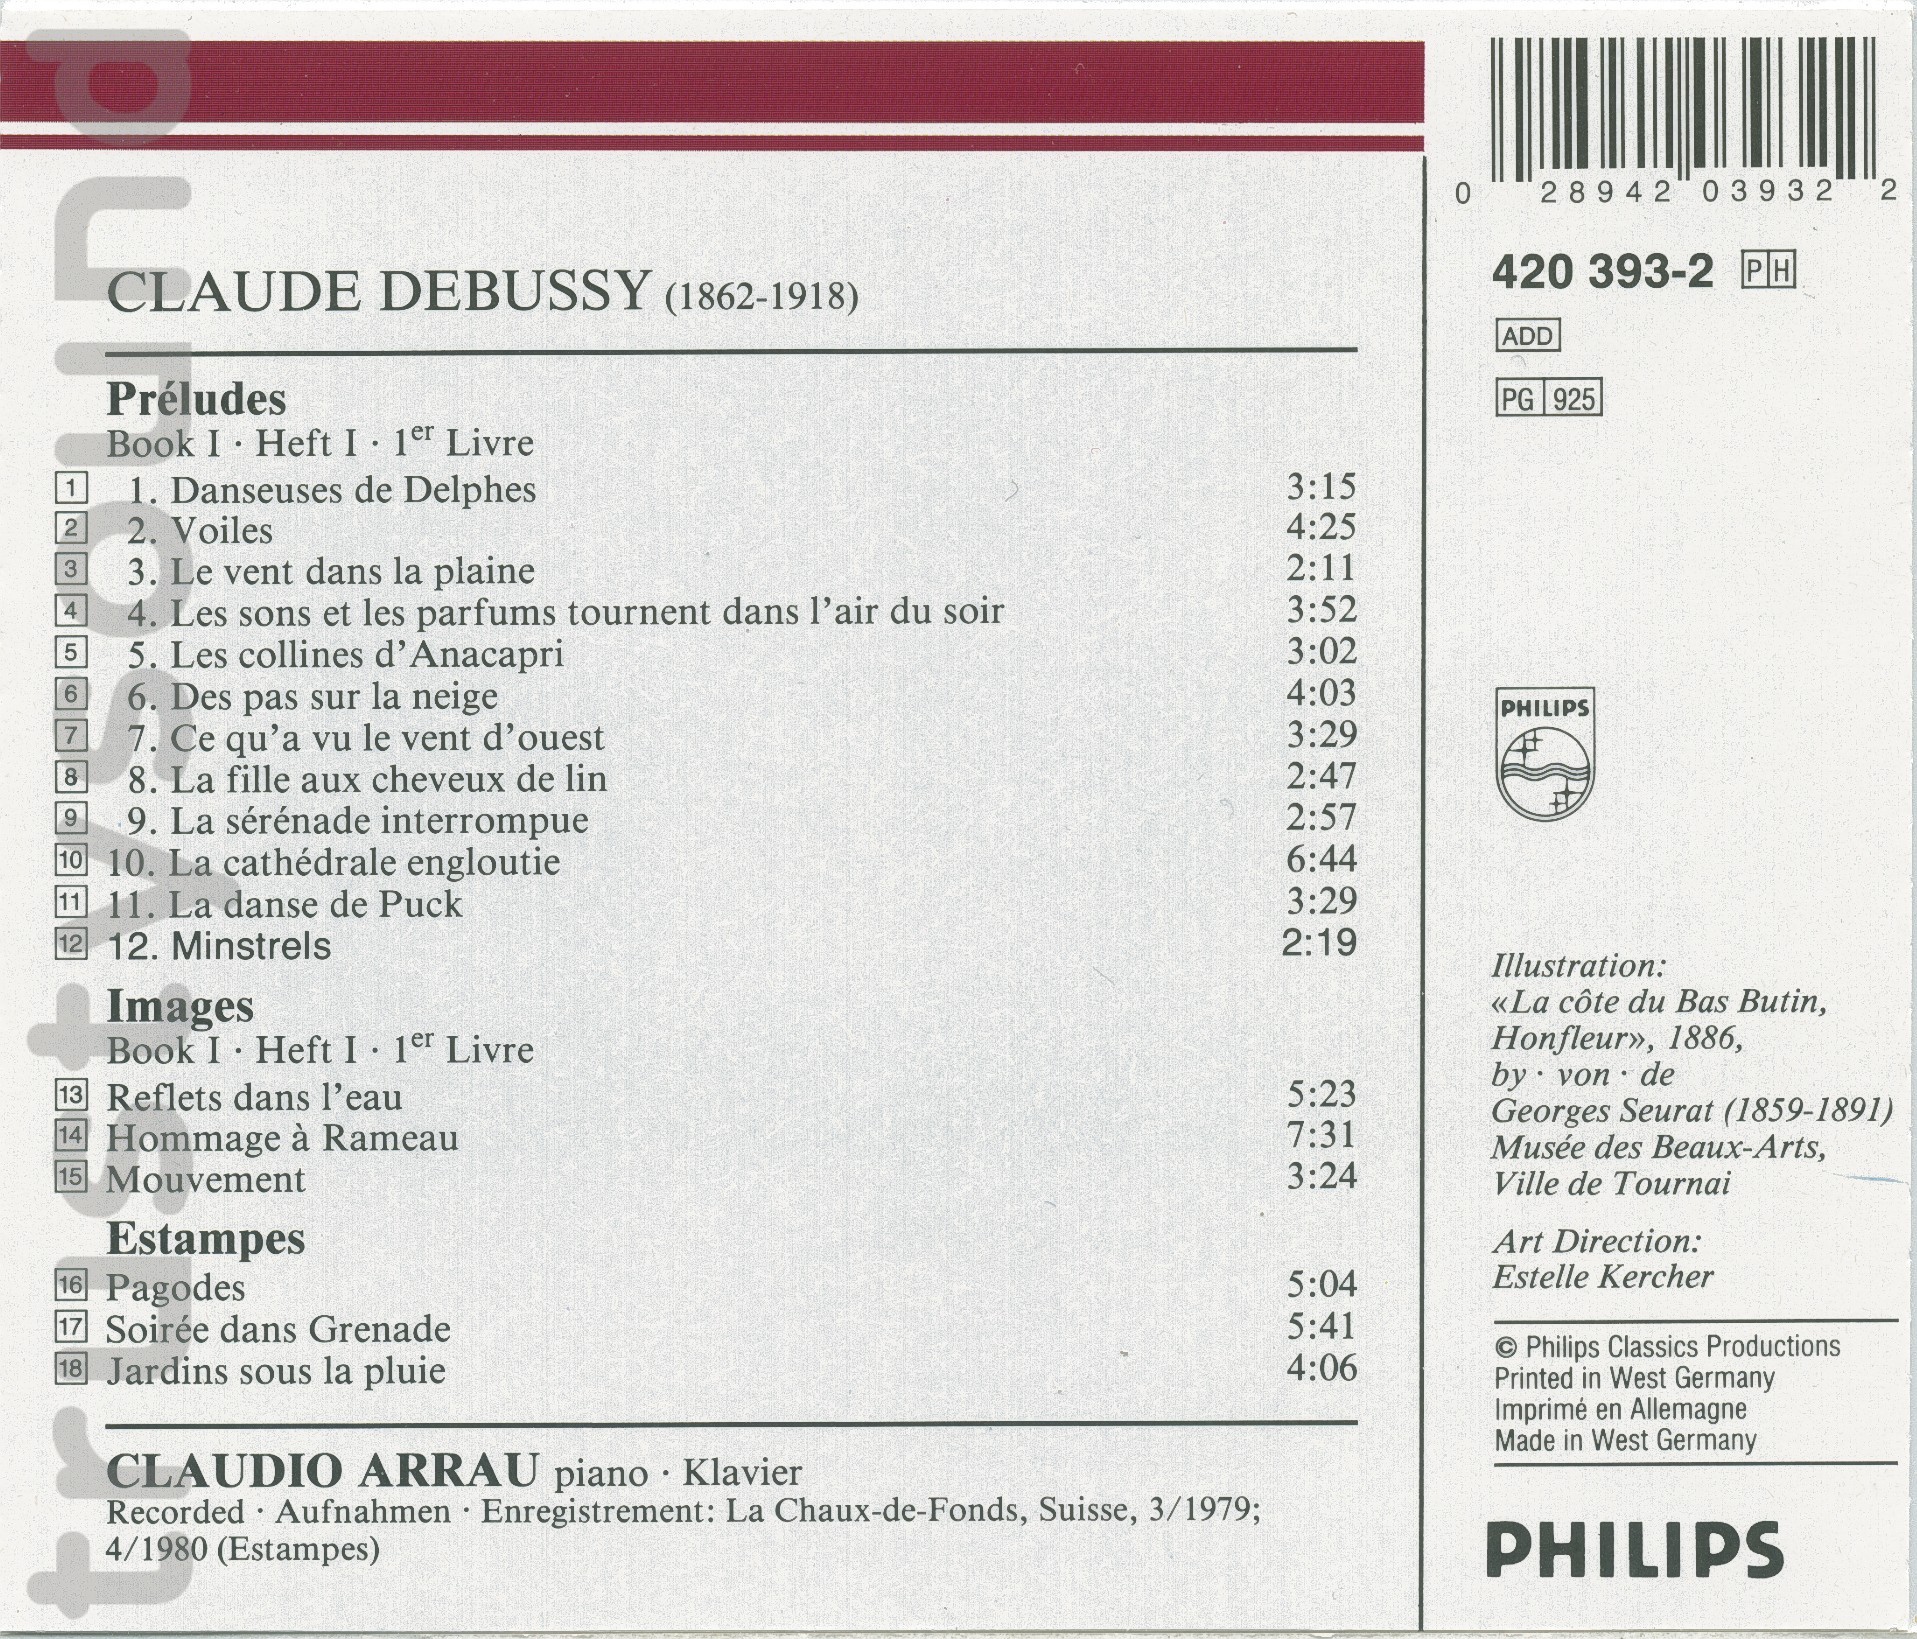 CLAUDE DEBUSSY (1862-1918)
Préludes
Book I · Heft I · 1er Livre
1 1. Danseuses de Delphes 3:15
2 2. Voiles 4:25
3 3. Le vent dans la plaine 2:11
4 4. Les sons et les parfums tournent dans l’air du soir 3:52
5 5. Les collines d’Anacapri 3:02
6 6. Des pas sur la neige 4:03
7 7. Ce qu’a vu le vent d’ouest 3:29
8 8. La fille aux cheveux de lin 2:47
9 9. La sérénade interrompue 2:57
10 10. La cathédrale engloutie 6:44
11 11. La danse de Puck 3:29
12 12. Minstrels 2:19
Images
Book I · Heft I · 1er Livre
13 Reflets dans l’eau 5:23
14 Hommage à Rameau 7:31
15 Mouvement 3:24
Estampes
16 Pagodes 5:04
17 Soirée dans Grenade 5:41
18 Jardins sous la pluie 4:06
CLAUDIO ARRAU piano · Klavier
Recorded · Aufnahmen · Enregistrement: La Chaux-de-Fonds, Suisse, 3/1979;
4/1980 (Estampes)
0 28942 03932 2
420 393-2 PH
ADD
PG 925
PHILIPS
Illustration:
«La côte du Bas Butin,
Honfleur», 1886,
by · von · de
Georges Seurat (1859-1891)
Musée des Beaux-Arts,
Ville de Tournai
Art Direction:
Estelle Kercher
© Philips Classics Productions
Printed in West Germany
Imprimé en Allemagne
Made in West Germany
PHILIPS
trustysound